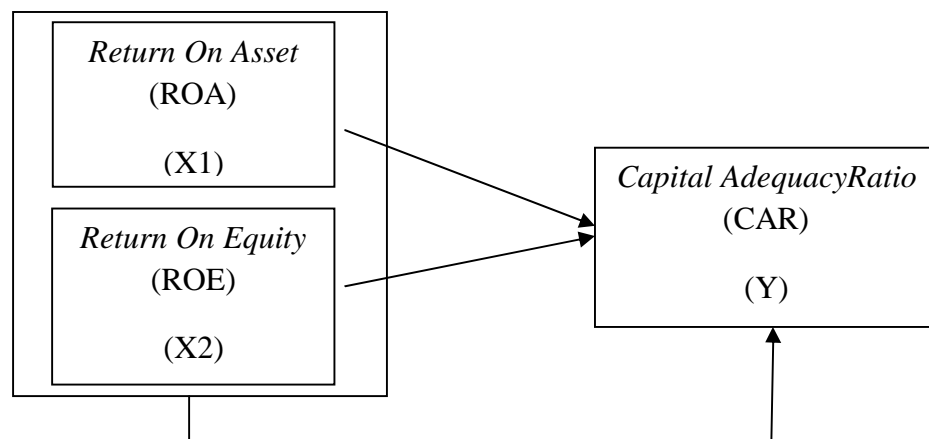 Return On Asset
(ROA)
(X1)
Return On Equity
(ROE)
(X2)
Capital AdequacyRatio
(CAR)
(Y)